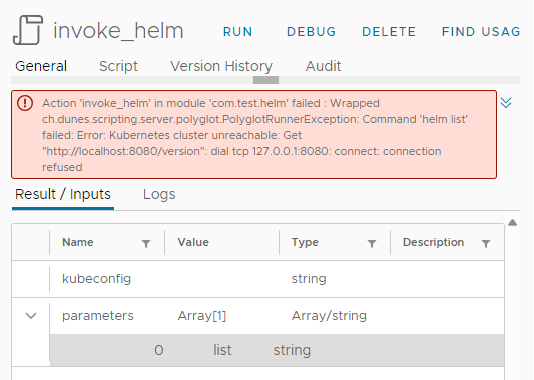 invoke_helm RUN DEBUG DELETE FIND USAG
General Script Version History Audit
Action 'invoke_helm' in module 'com.test.helm' failed : Wrapped
ch.dunes.scripting.server.polyglot.PolyglotRunnerException: Command 'helm list'
failed: Error: Kubernetes cluster unreachable: Get
"http://localhost:8080/version": dial tcp 127.0.0.1:8080: connect: connection
refused
Result / Inputs Logs
Name Value Type Description
kubeconfig string
parameters Array[1] Array/string
0 list string